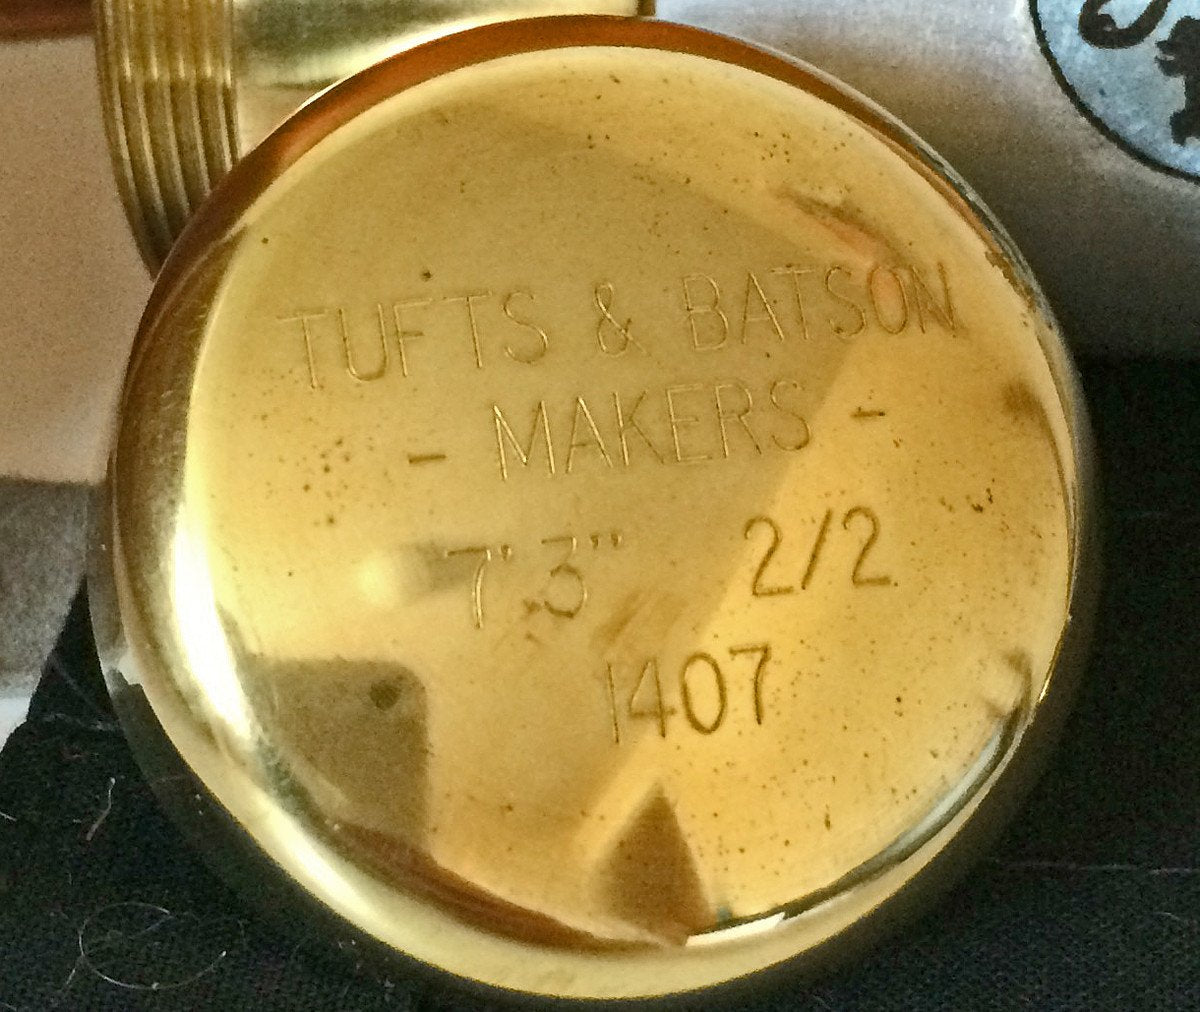 TUFTS & BATSON
- MAKERS -
7' 3" 2/2
1407